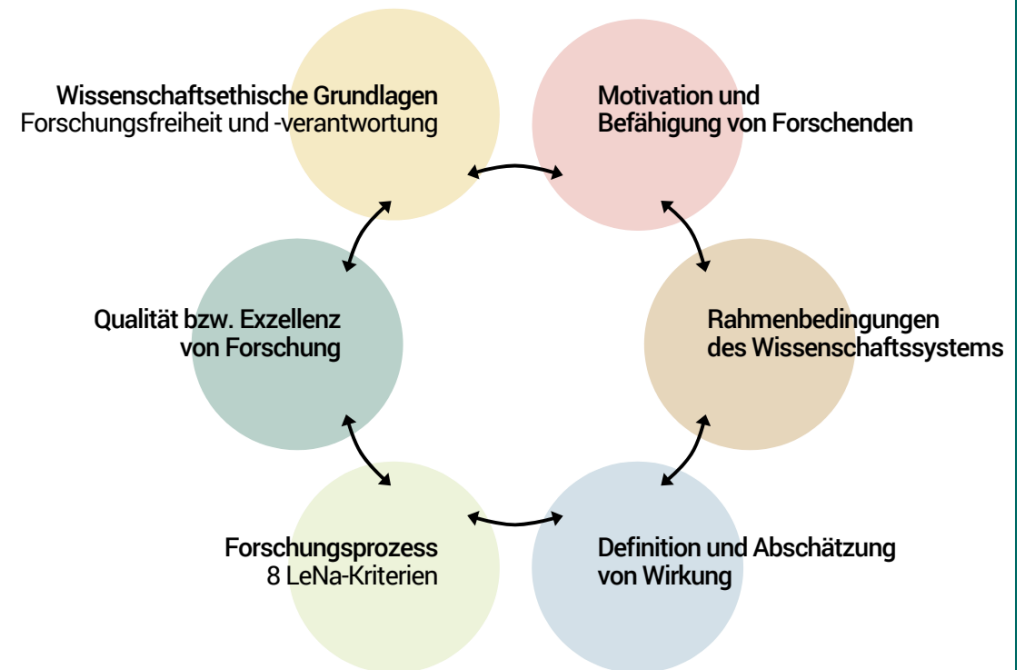 Wissenschaftsethische Grundlagen
Forschungsfreiheit und -verantwortung
Motivation und
Befähigung von Forschenden
Qualität bzw. Exzellenz
von Forschung
Rahmenbedingungen
des Wissenschaftssystems
Forschungsprozess
8 LeNa-Kriterien
Definition und Abschätzung
von Wirkung